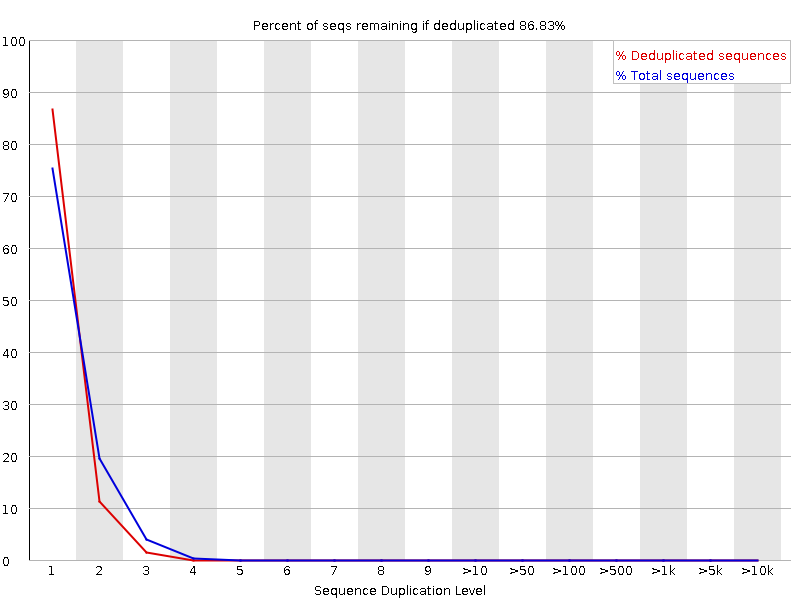 Percent of seqs remaining if deduplicated 86.83%
% Deduplicated sequences
% Total sequences
100
90
80
70
60
50
40
30
20
10
0
1 2 3 4 5 6 7 8 9 >10 >50 >100 >500 >1k >5k >10k
Sequence Duplication Level